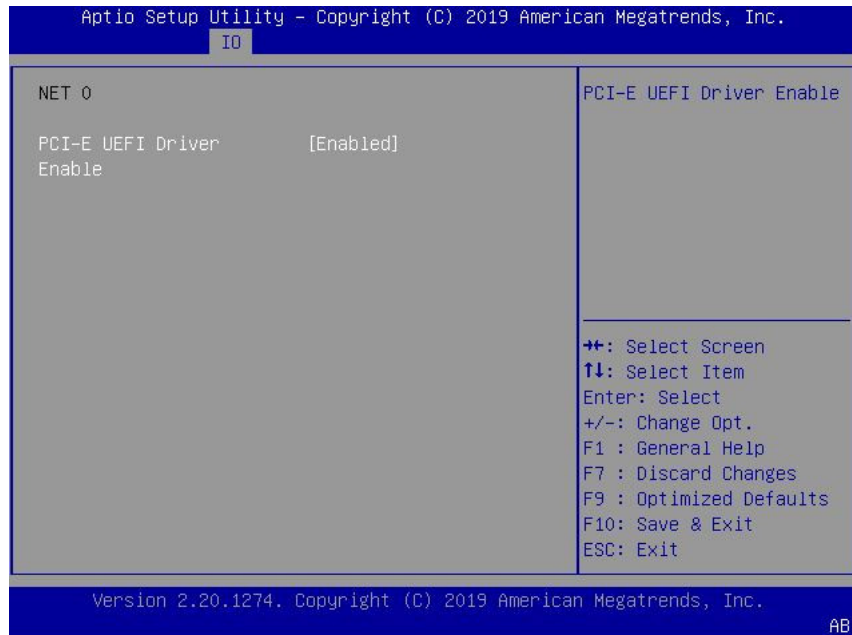 Aptio Setup Utility – Copyright (C) 2019 American Megatrends, Inc.
IO
NET 0
PCI-E UEFI Driver [Enabled]
Enable
PCI-E UEFI Driver Enable
→←: Select Screen
↑↓: Select Item
Enter: Select
+/-: Change Opt.
F1 : General Help
F7 : Discard Changes
F9 : Optimized Defaults
F10: Save & Exit
ESC: Exit
Version 2.20.1274. Copyright (C) 2019 American Megatrends, Inc.
AB